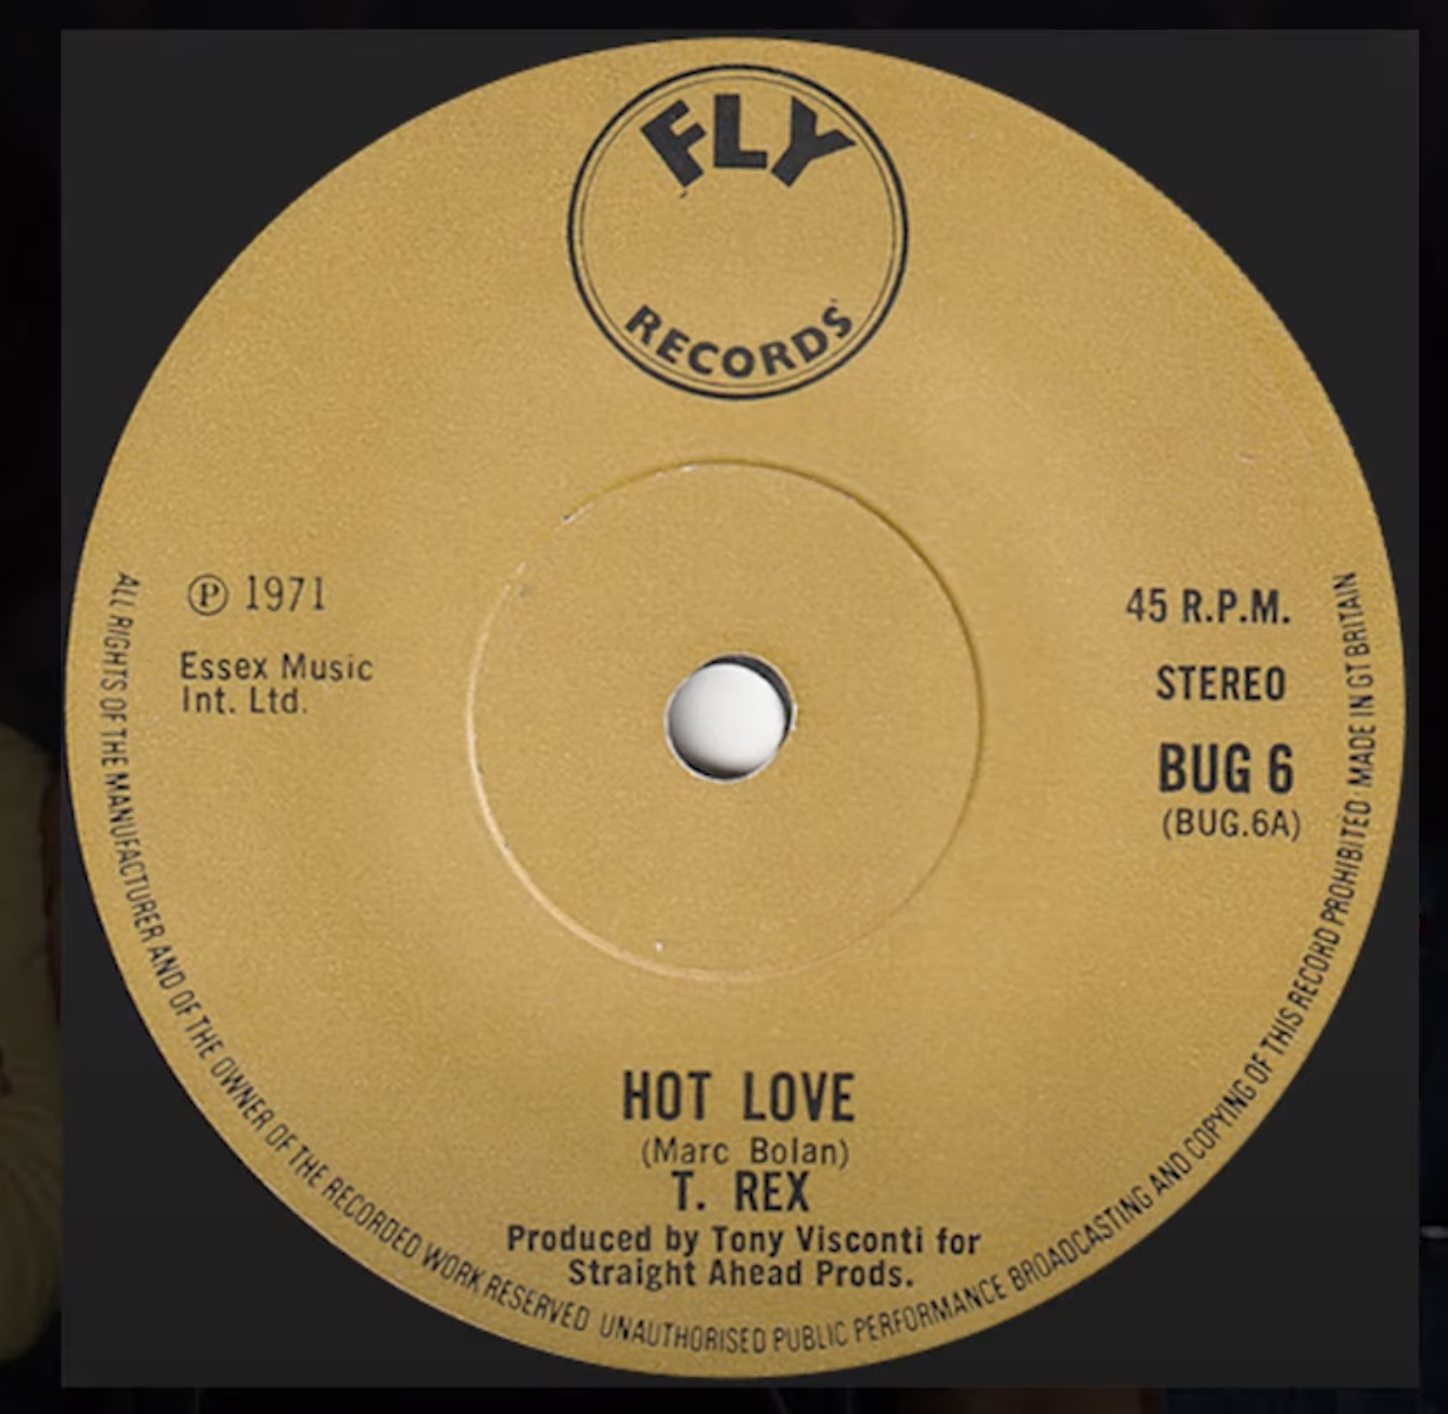 FLY
RECORDS
Ⓟ 1971
Essex Music
Int. Ltd.
45 R.P.M.
STEREO
BUG 6
(BUG.6A)
HOT LOVE
(Marc Bolan)
T. REX
Produced by Tony Visconti for
Straight Ahead Prods.
ALL RIGHTS OF THE MANUFACTURER AND OF THE OWNER OF THE RECORDED WORK RESERVED UNAUTHORISED PUBLIC PERFORMANCE BROADCASTING AND COPYING OF THIS RECORD PROHIBITED MADE IN GT BRITAIN